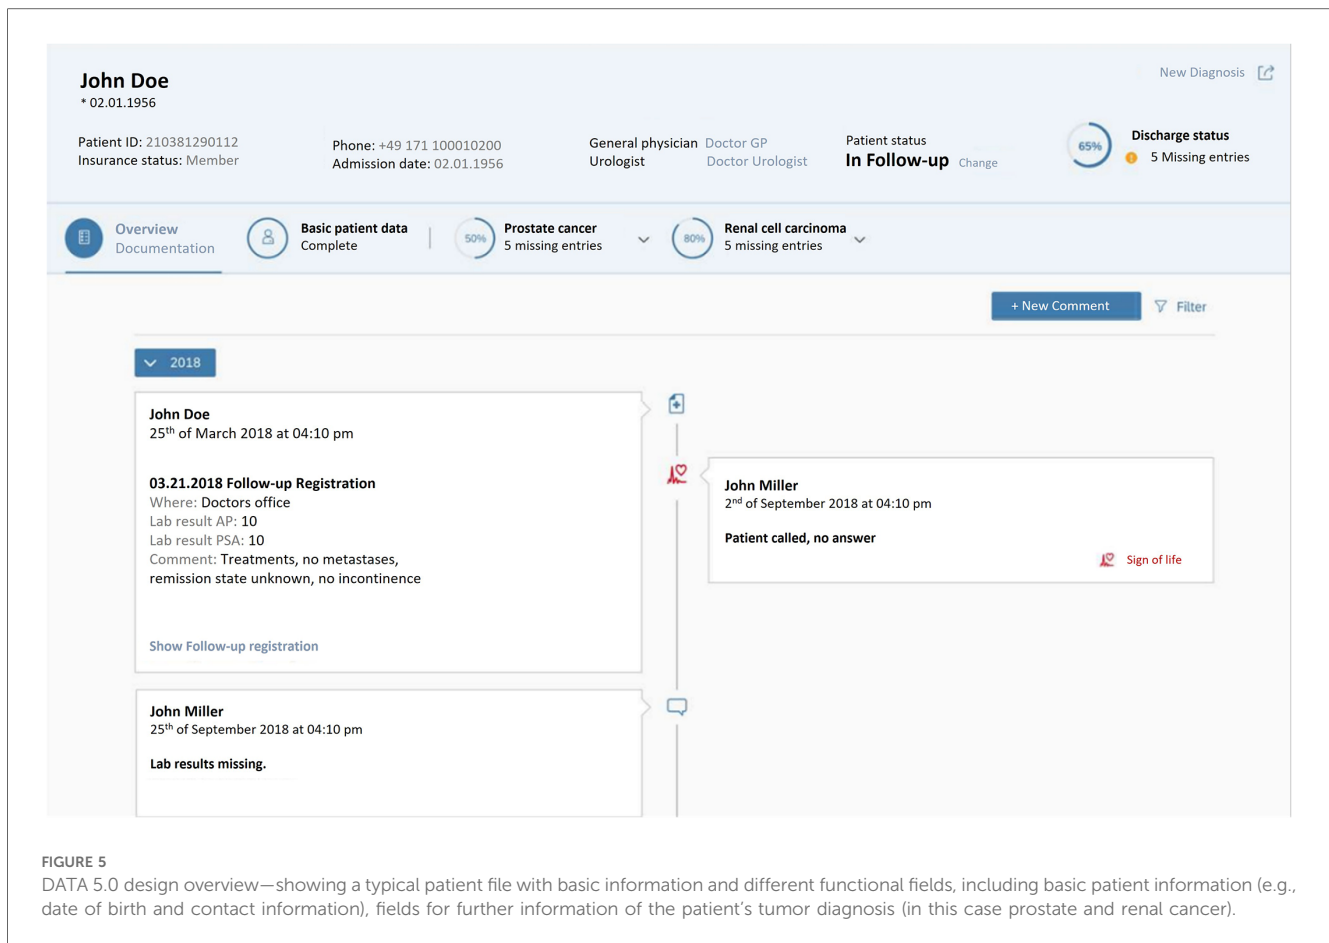 John Doe
* 02.01.1956
New Diagnosis
Patient ID: 210381290112
Insurance status: Member
Phone: +49 171 100010200
Admission date: 02.01.1956
General physician Doctor GP
Urologist Doctor Urologist
Patient status
In Follow-up Change
65%
Discharge status
5 Missing entries
Overview
Documentation
Basic patient data
Complete
50%
Prostate cancer
5 missing entries
80%
Renal cell carcinoma
5 missing entries
+ New Comment
Filter
2018
John Doe
25th of March 2018 at 04:10 pm
03.21.2018 Follow-up Registration
Where: Doctors office
Lab result AP: 10
Lab result PSA: 10
Comment: Treatments, no metastases,
remission state unknown, no incontinence
Show Follow-up registration
John Miller
2nd of September 2018 at 04:10 pm
Patient called, no answer
Sign of life
John Miller
25th of September 2018 at 04:10 pm
Lab results missing.
FIGURE 5
DATA 5.0 design overview—showing a typical patient file with basic information and different functional fields, including basic patient information (e.g.,
date of birth and contact information), fields for further information of the patient's tumor diagnosis (in this case prostate and renal cancer).